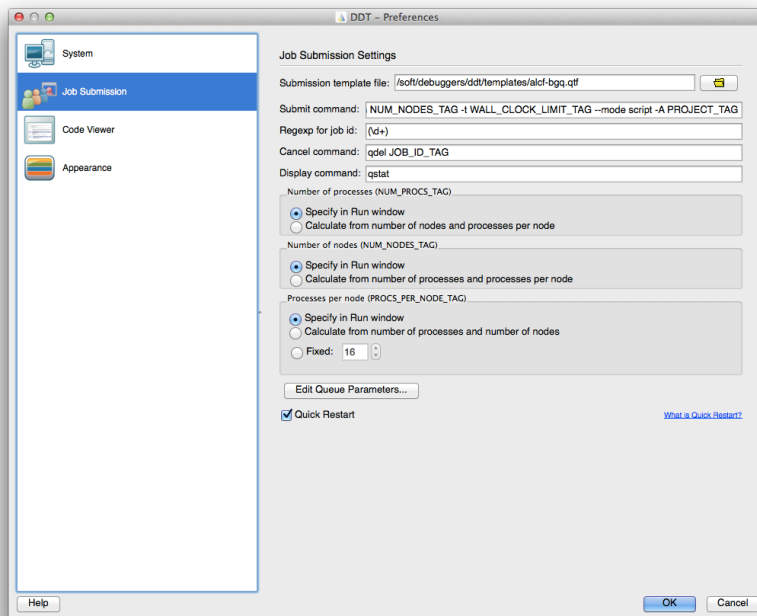 DDT – Preferences
System
Job Submission
Code Viewer
Appearance
Job Submission Settings
Submission template file: /soft/debuggers/ddt/templates/alcf-bgq.qtf
Submit command: NUM_NODES_TAG -t WALL_CLOCK_LIMIT_TAG --mode script -A PROJECT_TAG
Regexp for job id: (\d+)
Cancel command: qdel JOB_ID_TAG
Display command: qstat
Number of processes (NUM_PROCS_TAG)
Specify in Run window
Calculate from number of nodes and processes per node
Number of nodes (NUM_NODES_TAG)
Specify in Run window
Calculate from number of processes and processes per node
Processes per node (PROCS_PER_NODE_TAG)
Specify in Run window
Calculate from number of processes and number of nodes
Fixed: 16
Edit Queue Parameters...
Quick Restart What is Quick Restart?
Help OK Cancel